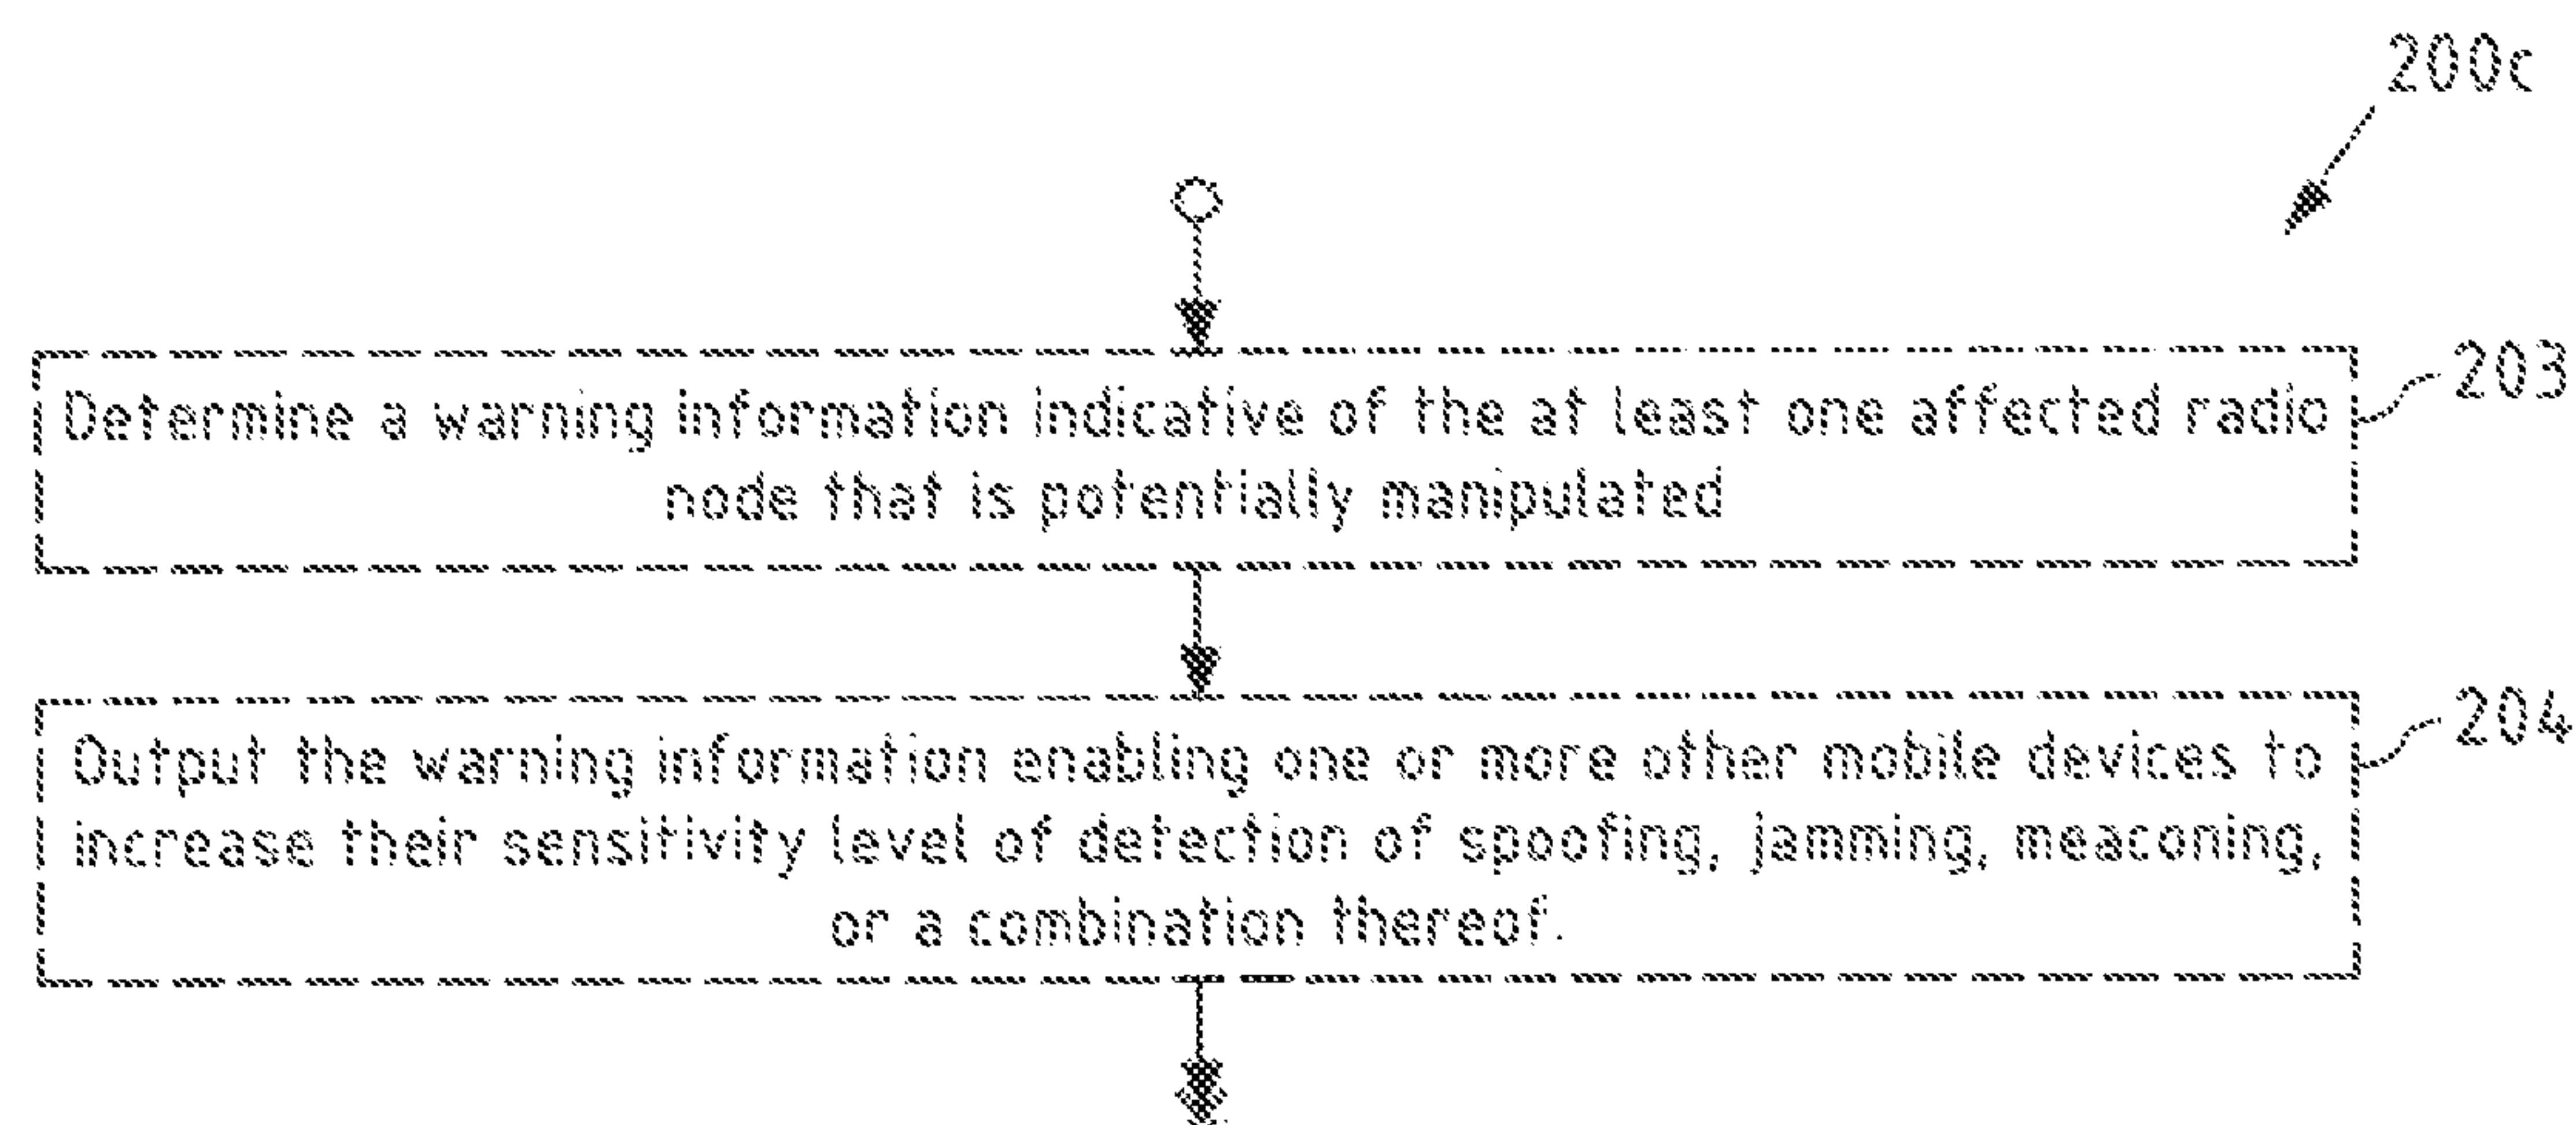 200c
Determine a warning information indicative of the at least one affected radio
node that is potentially manipulated
203
Output the warning information enabling one or more other mobile devices to
increase their sensitivity level of detection of spoofing, jamming, meaconing,
or a combination thereof.
204